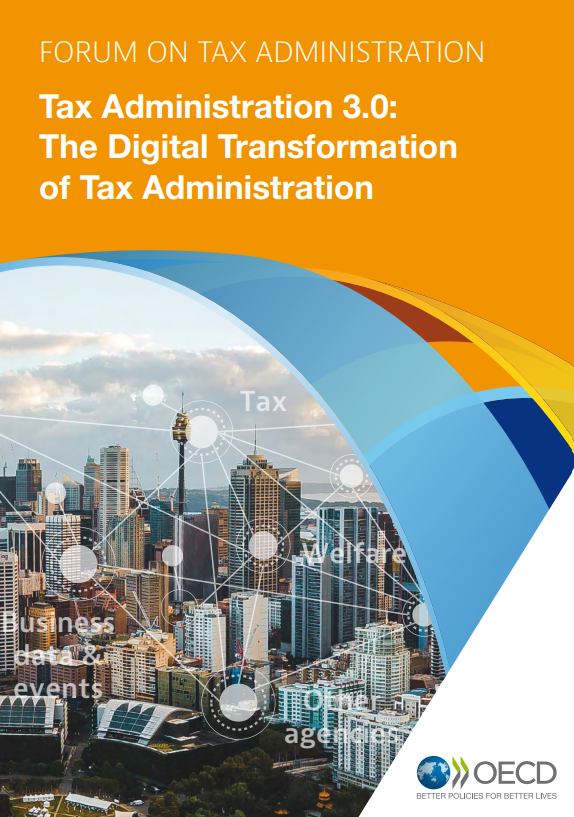 FORUM ON TAX ADMINISTRATION
Tax Administration 3.0:
The Digital Transformation
of Tax Administration
Tax
Welfare
Business
data &
events
Other
agencies
OECD
BETTER POLICIES FOR BETTER LIVES